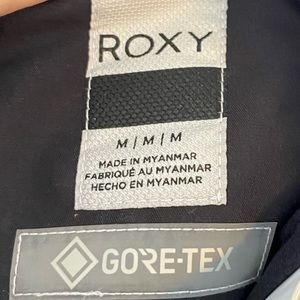 ROXY
M | M | M
MADE IN MYANMAR
FABRIQUÉ AU MYANMAR
HECHO EN MYANMAR
GORE-TEX